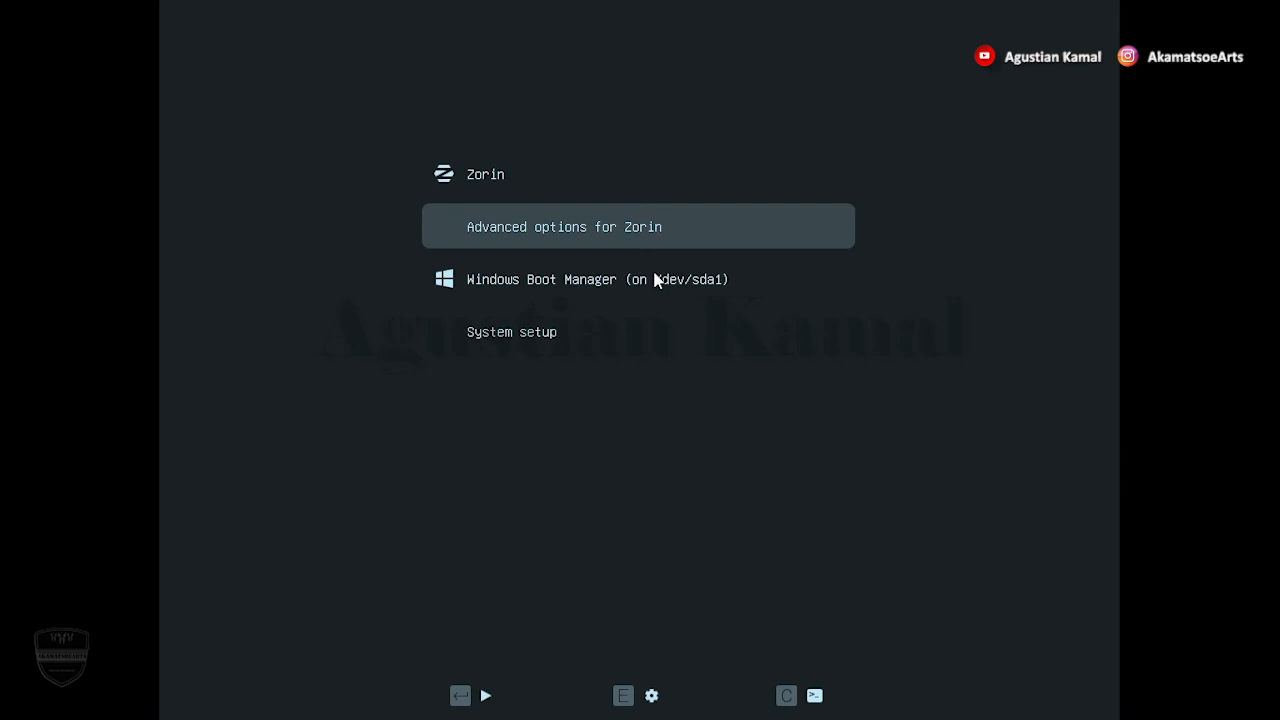 Agustian Kamal AkamatsoeArts
Zorin
Advanced options for Zorin
Windows Boot Manager (on /dev/sda1)
Agustian Kamal
System setup
E C